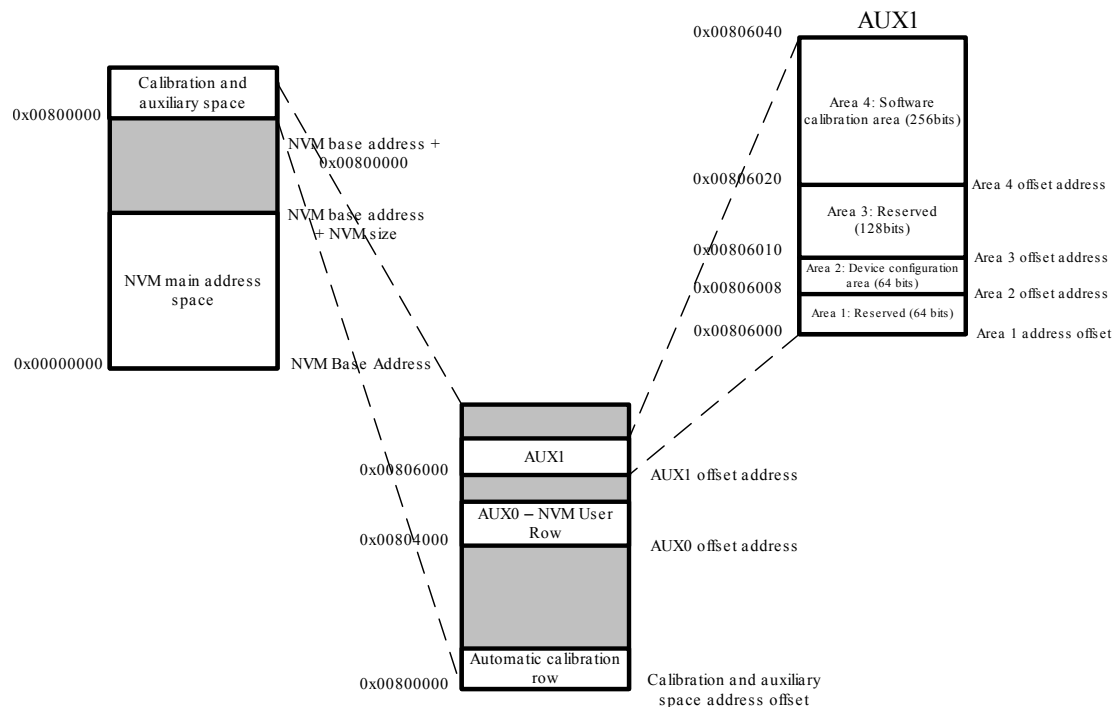 AUX1
0x00806040
Area 4: Software
calibration area (256bits)
0x00806020
Area 4 offset address
Area 3: Reserved
(128bits)
0x00806010
Area 3 offset address
Area 2: Device configuration
area (64 bits)
0x00806008
Area 2 offset address
Area 1: Reserved (64 bits)
0x00806000
Area 1 address offset
Calibration and
auxiliary space
0x00800000
NVM base address +
0x00800000
NVM base address
+ NVM size
NVM main address
space
0x00000000
NVM Base Address
AUX1
0x00806000
AUX1 offset address
AUX0 – NVM User
Row
0x00804000
AUX0 offset address
Automatic calibration
row
0x00800000
Calibration and auxiliary
space address offset